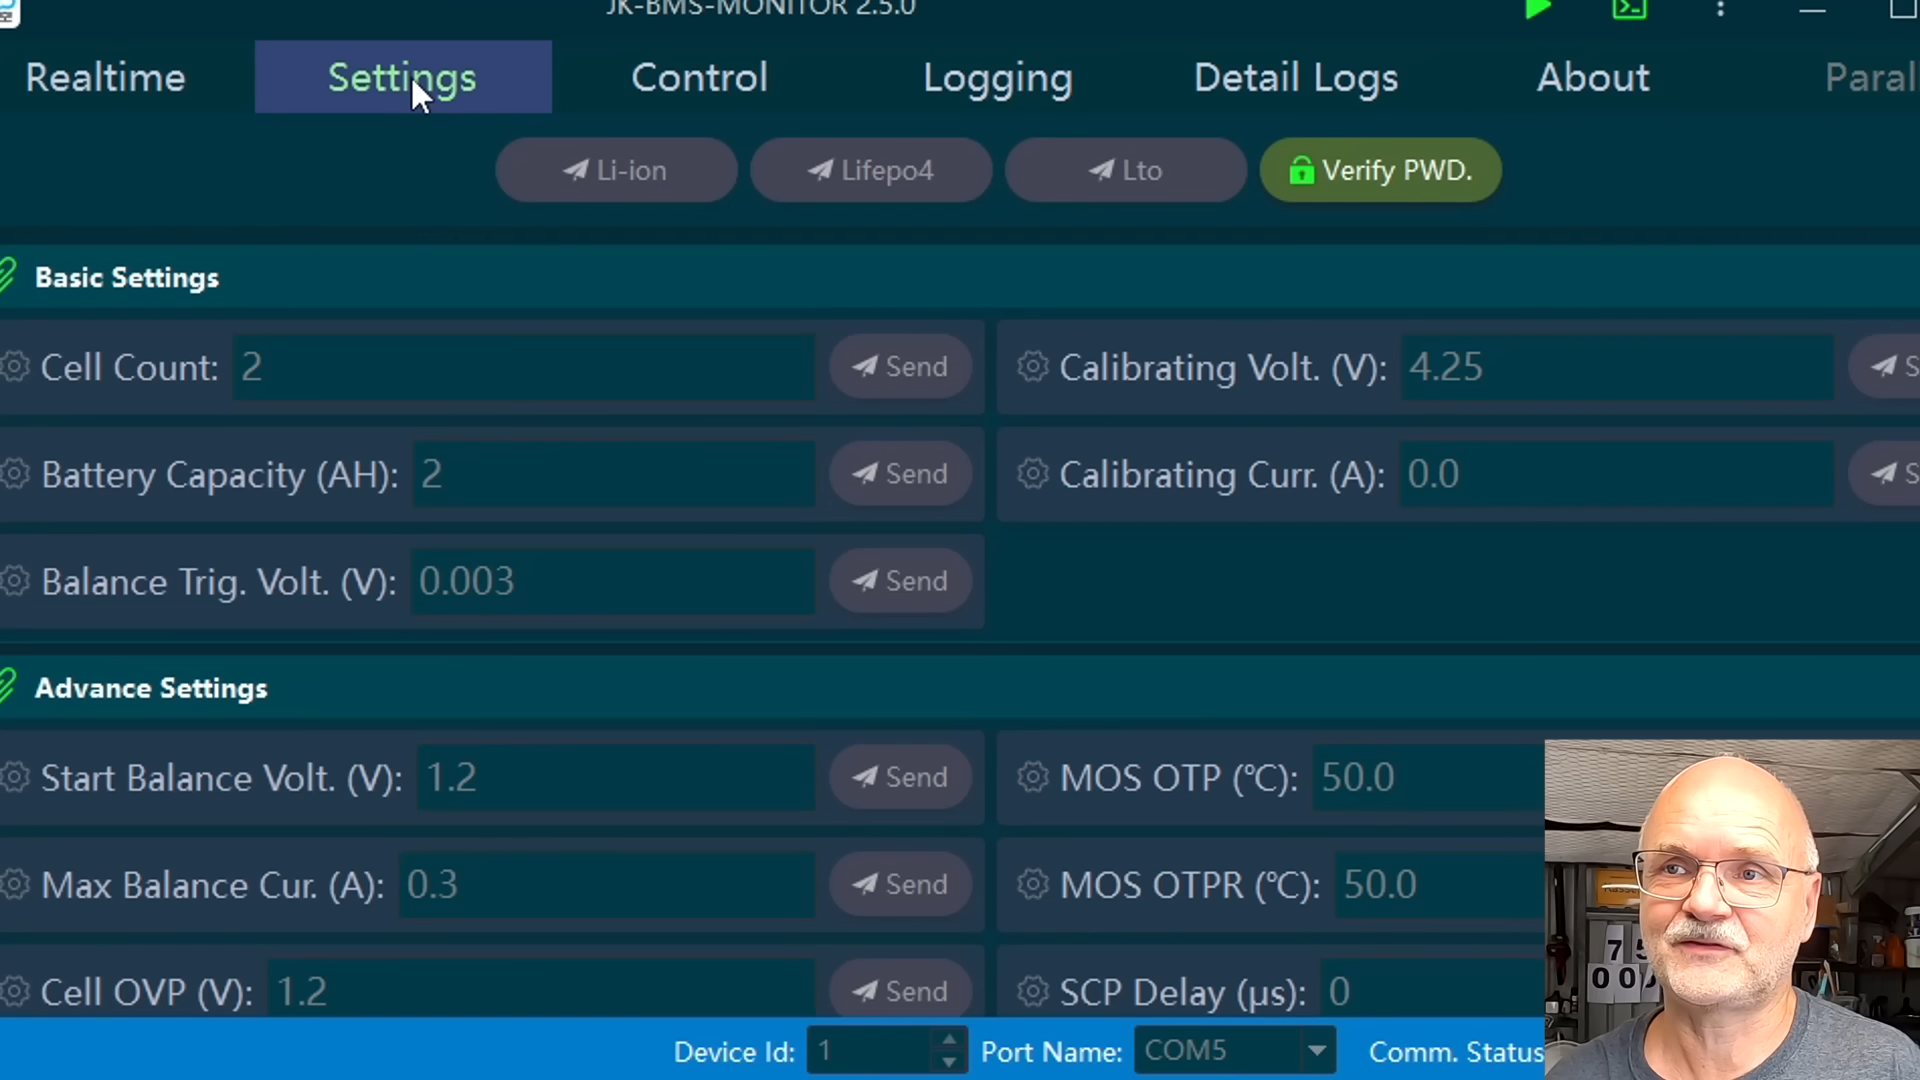 JK-BMS-MONITOR 2.5.0
Realtime Settings Control Logging Detail Logs About Parall
Li-ion Lifepo4 Lto Verify PWD.
Basic Settings
Cell Count: 2 Send Calibrating Volt. (V): 4.25 S
Battery Capacity (AH): 2 Send Calibrating Curr. (A): 0.0 S
Balance Trig. Volt. (V): 0.003 Send
Advance Settings
Start Balance Volt. (V): 1.2 Send MOS OTP (℃): 50.0
Max Balance Cur. (A): 0.3 Send MOS OTPR (℃): 50.0
Cell OVP (V): 1.2 Send SCP Delay (μs): 0
Device Id: 1 Port Name: COM5 Comm. Status